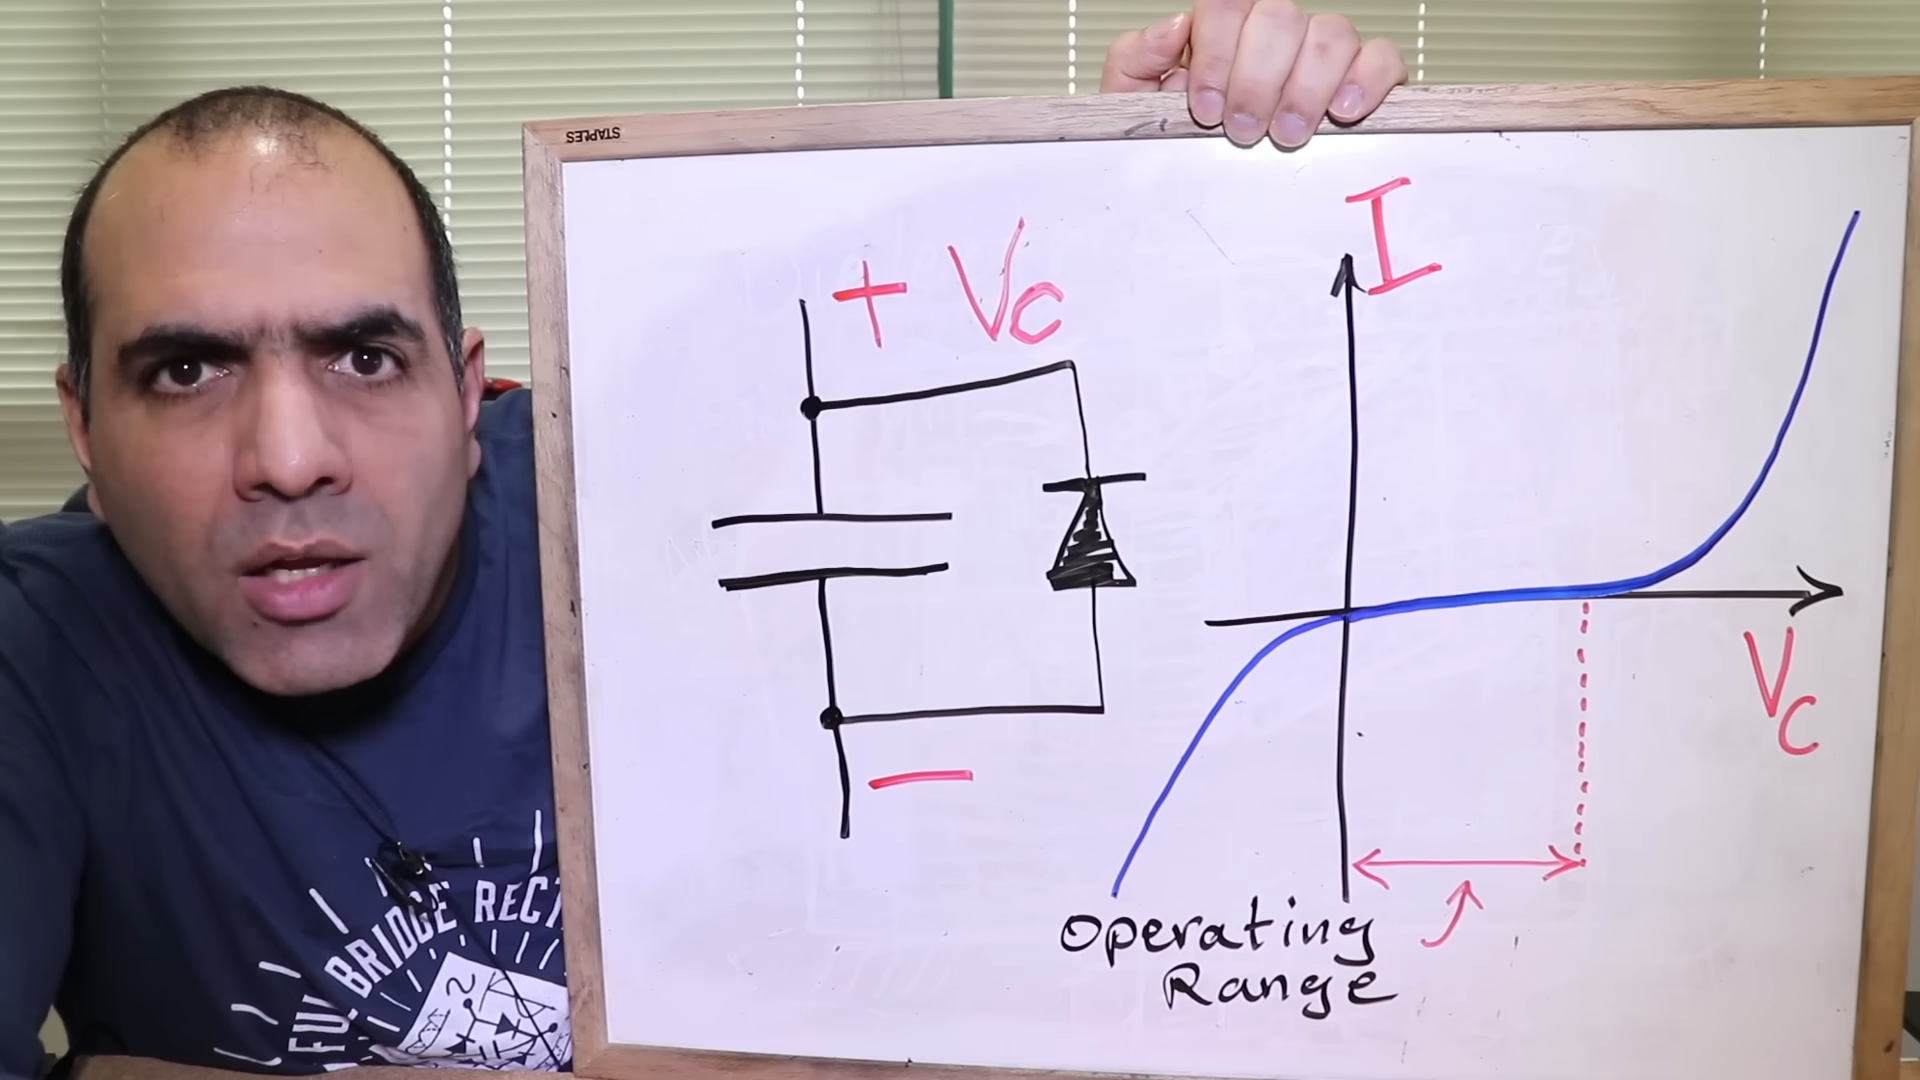 STAPLES
+ Vc
I
−
Vc
Operating
Range
FULL BRIDGE RECT